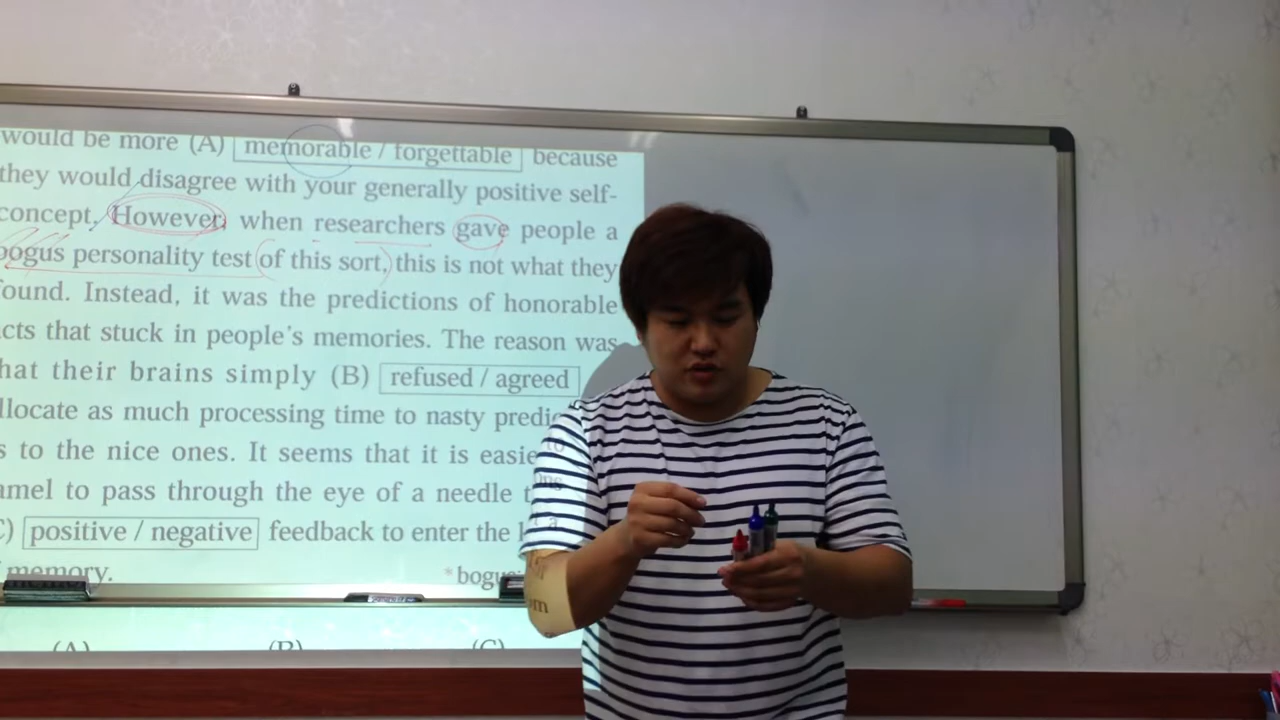 would be more (A) memorable / forgettable because
they would disagree with your generally positive self-
concept. However, when researchers gave people a
bogus personality test of this sort, this is not what they
found. Instead, it was the predictions of honorable
acts that stuck in people's memories. The reason was
that their brains simply (B) refused / agreed
allocate as much processing time to nasty predic
s to the nice ones. It seems that it is easie
amel to pass through the eye of a needle t
C) positive / negative feedback to enter the
memory.
*bogus
(A) (B) (C)